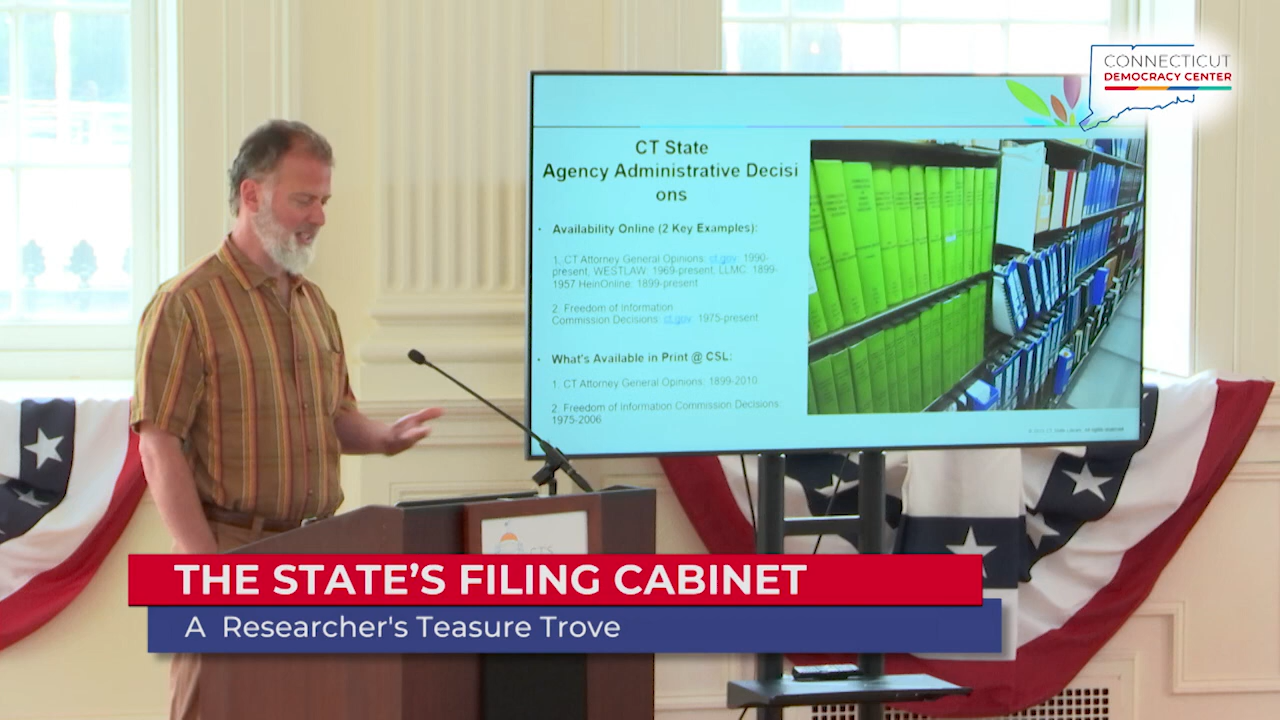 CONNECTICUT
DEMOCRACY CENTER
CT State
Agency Administrative Decisi
ons
· Availability Online (2 Key Examples):
1. CT Attorney General Opinions: ct.gov: 1990-
present, WESTLAW: 1969-present, LLMC: 1899-
1957 HeinOnline: 1899-present
2. Freedom of Information
Commission Decisions: ct.gov: 1975-present
· What's Available in Print @ CSL:
1. CT Attorney General Opinions: 1899-2010.
2. Freedom of Information Commission Decisions:
1975-2006
CTS
THE STATE'S FILING CABINET
A Researcher's Teasure Trove